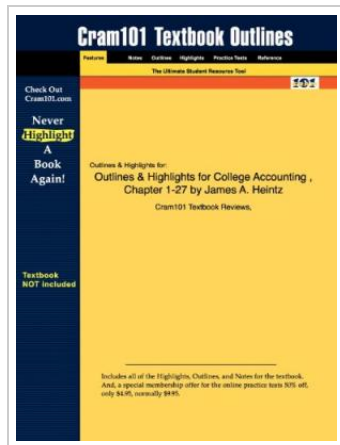 Cram101 Textbook Outlines
Features Notes Outlines Highlights Practice Tests Reference
The Ultimate Student Resource Tool
Check Out
Cram101.com
101
Never
Highlight
A
Book
Again!
Outlines & Highlights for:
Outlines & Highlights for College Accounting ,
Chapter 1-27 by James A. Heintz
Cram101 Textbook Reviews,
Textbook
NOT Included
Includes all of the Highlights, Outlines, and Notes for the textbook.
And, a special membership offer for the online practice tests 50% off,
only $4.95, normally $9.95.